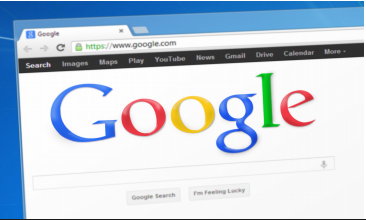 Google
https://www.google.com
Search Images Maps Play YouTube News Gmail Drive Calendar More
Google
Google Search I'm Feeling Lucky